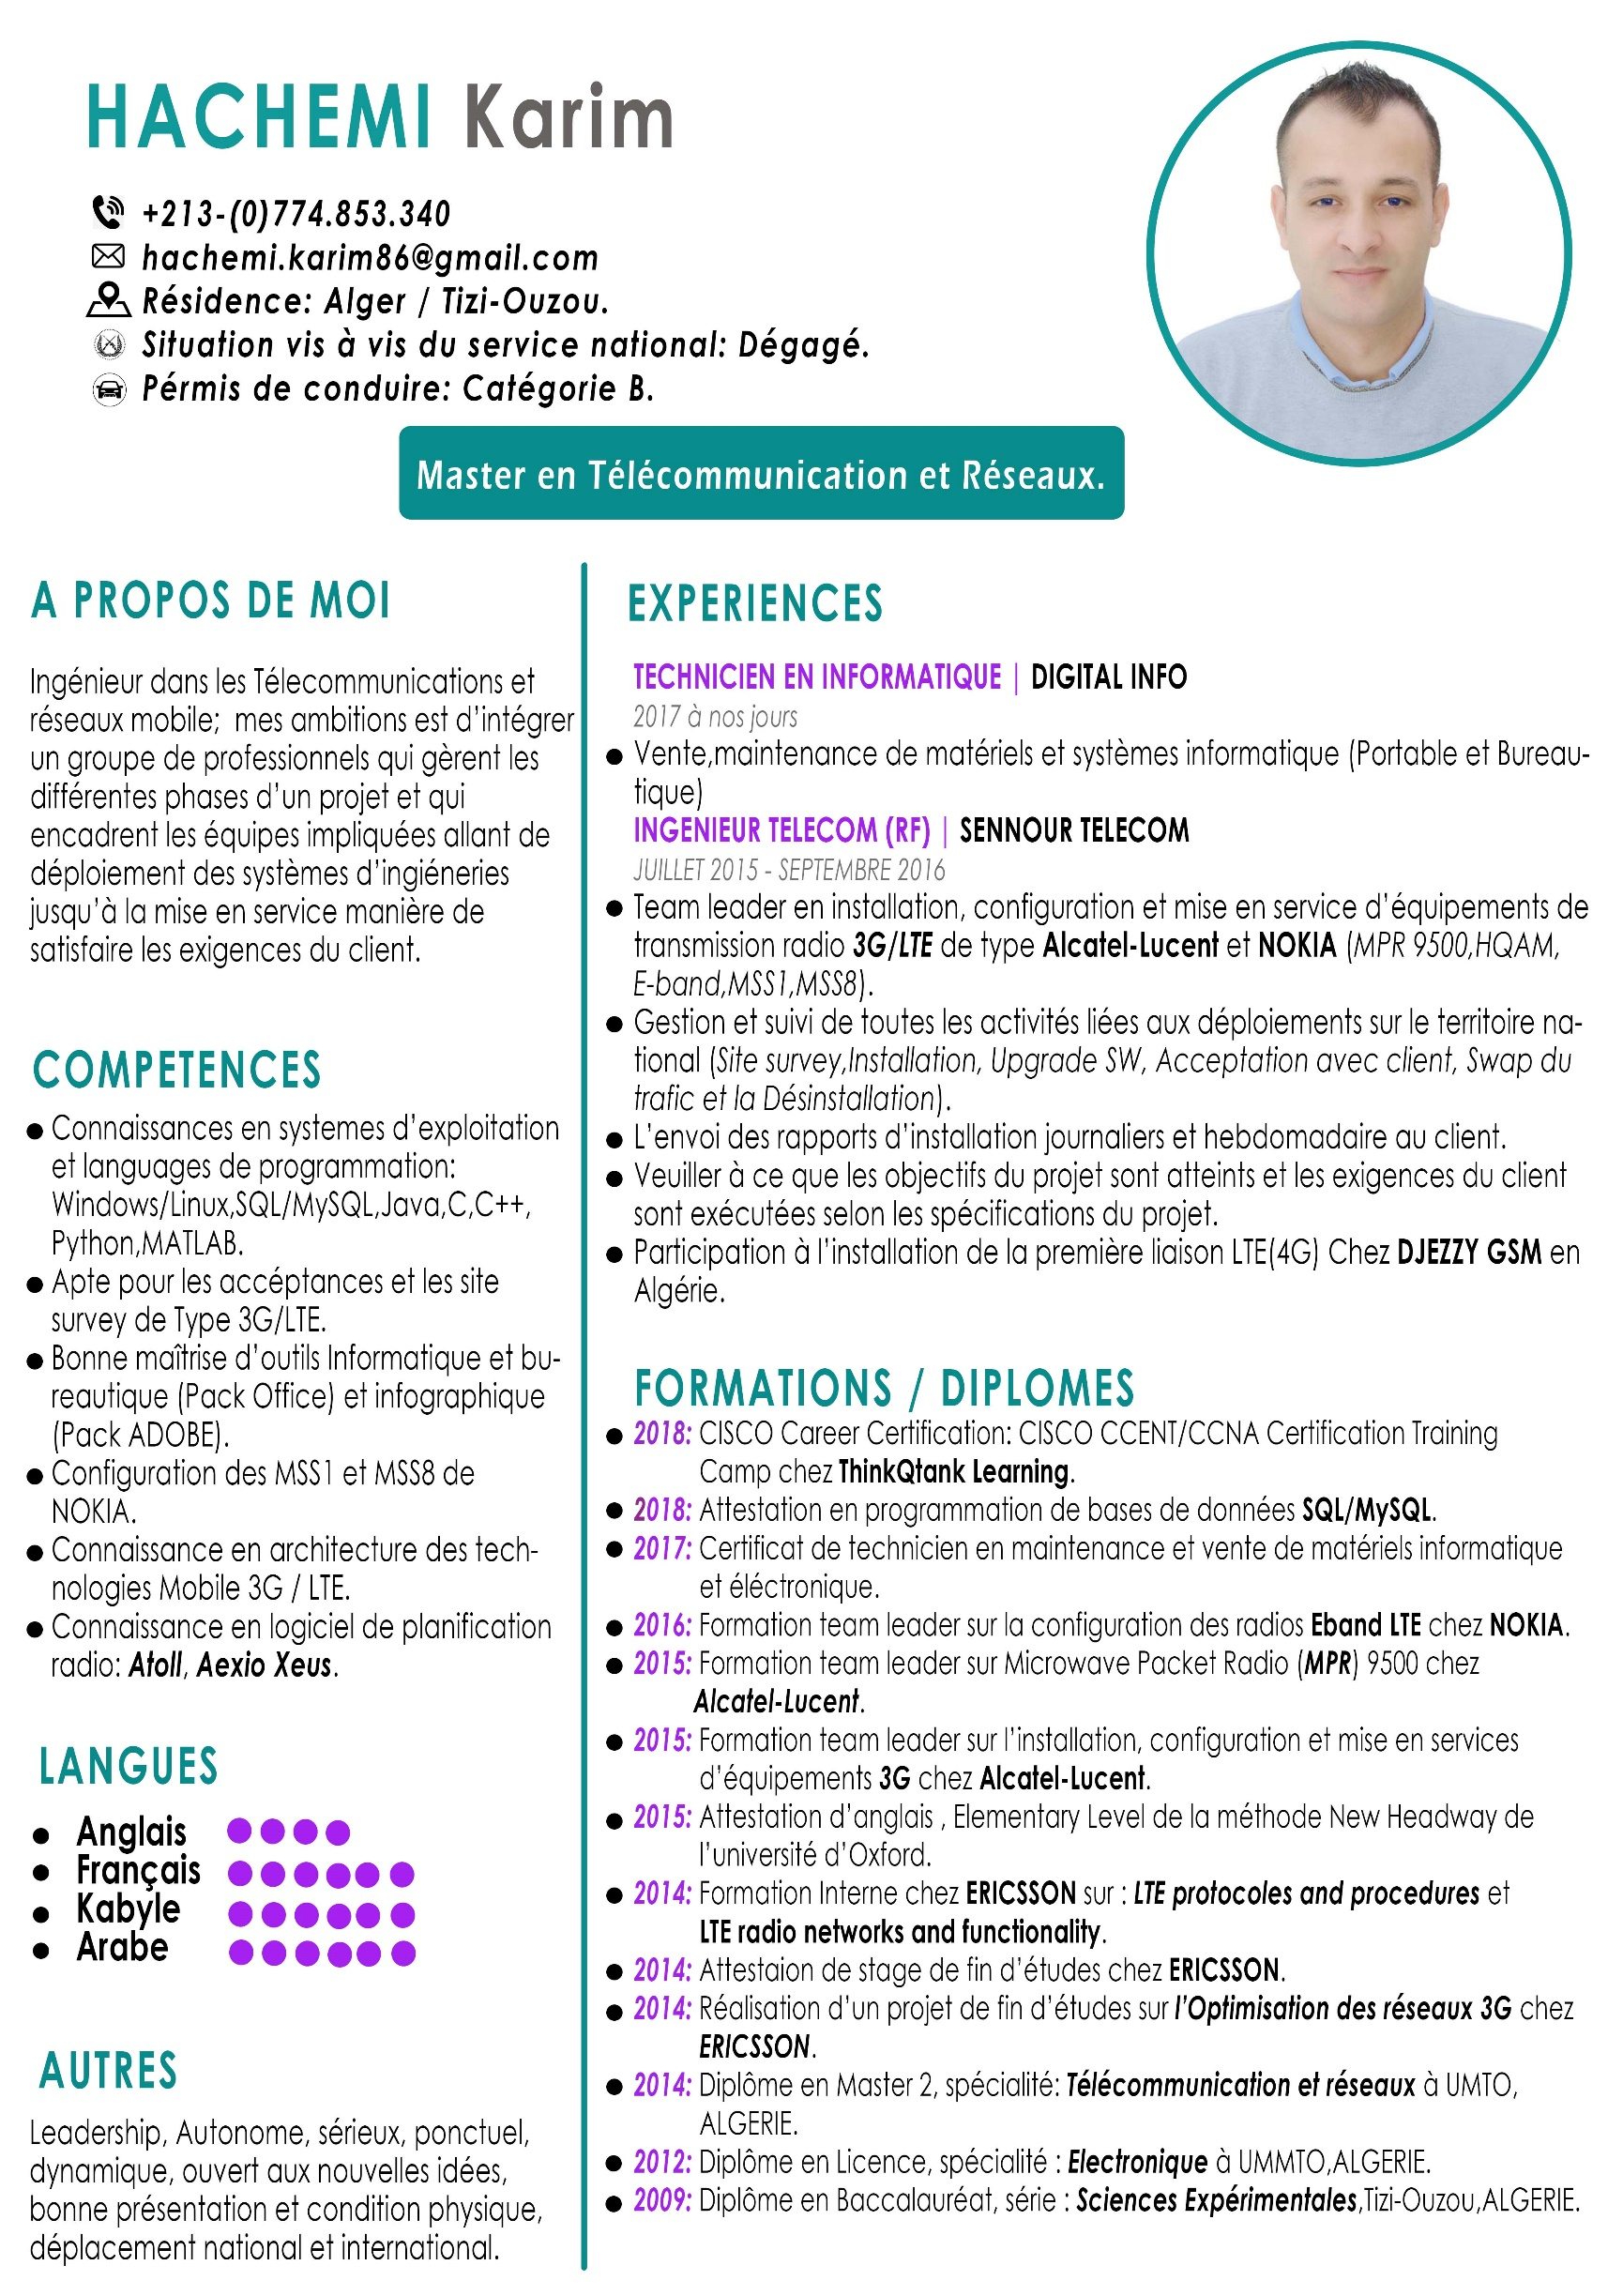 HACHEMI Karim
+213-(0)774.853.340
hachemi.karim86@gmail.com
Résidence: Alger / Tizi-Ouzou.
Situation vis à vis du service national: Dégagé.
Pérmis de conduire: Catégorie B.
Master en Télécommunication et Réseaux.
A PROPOS DE MOI
Ingénieur dans les Télecommunications et
réseaux mobile; mes ambitions est d'intégrer
un groupe de professionnels qui gèrent les
différentes phases d'un projet et qui
encadrent les équipes impliquées allant de
déploiement des systèmes d'ingiéneries
jusqu'à la mise en service manière de
satisfaire les exigences du client.
COMPETENCES
● Connaissances en systemes d'exploitation
et languages de programmation:
Windows/Linux,SQL/MySQL,Java,C,C++,
Python,MATLAB.
● Apte pour les accéptances et les site
survey de Type 3G/LTE.
● Bonne maîtrise d'outils Informatique et bu-
reautique (Pack Office) et infographique
(Pack ADOBE).
● Configuration des MSS1 et MSS8 de
NOKIA.
● Connaissance en architecture des tech-
nologies Mobile 3G / LTE.
● Connaissance en logiciel de planification
radio: Atoll, Aexio Xeus.
LANGUES
● Anglais
● Français
● Kabyle
● Arabe
AUTRES
Leadership, Autonome, sérieux, ponctuel,
dynamique, ouvert aux nouvelles idées,
bonne présentation et condition physique,
déplacement national et international.
EXPERIENCES
TECHNICIEN EN INFORMATIQUE | DIGITAL INFO
2017 à nos jours
● Vente,maintenance de matériels et systèmes informatique (Portable et Bureau-
tique)
INGENIEUR TELECOM (RF) | SENNOUR TELECOM
JUILLET 2015 - SEPTEMBRE 2016
● Team leader en installation, configuration et mise en service d'équipements de
transmission radio 3G/LTE de type Alcatel-Lucent et NOKIA (MPR 9500,HQAM,
E-band,MSS1,MSS8).
● Gestion et suivi de toutes les activités liées aux déploiements sur le territoire na-
tional (Site survey,Installation, Upgrade SW, Acceptation avec client, Swap du
trafic et la Désinstallation).
● L'envoi des rapports d'installation journaliers et hebdomadaire au client.
● Veuiller à ce que les objectifs du projet sont atteints et les exigences du client
sont exécutées selon les spécifications du projet.
● Participation à l'installation de la première liaison LTE(4G) Chez DJEZZY GSM en
Algérie.
FORMATIONS / DIPLOMES
● 2018: CISCO Career Certification: CISCO CCENT/CCNA Certification Training
Camp chez ThinkQtank Learning.
● 2018: Attestation en programmation de bases de données SQL/MySQL.
● 2017: Certificat de technicien en maintenance et vente de matériels informatique
et éléctronique.
● 2016: Formation team leader sur la configuration des radios Eband LTE chez NOKIA.
● 2015: Formation team leader sur Microwave Packet Radio (MPR) 9500 chez
Alcatel-Lucent.
● 2015: Formation team leader sur l'installation, configuration et mise en services
d'équipements 3G chez Alcatel-Lucent.
● 2015: Attestation d'anglais , Elementary Level de la méthode New Headway de
l'université d'Oxford.
● 2014: Formation Interne chez ERICSSON sur : LTE protocoles and procedures et
LTE radio networks and functionality.
● 2014: Attestaion de stage de fin d'études chez ERICSSON.
● 2014: Réalisation d'un projet de fin d'études sur l'Optimisation des réseaux 3G chez
ERICSSON.
● 2014: Diplôme en Master 2, spécialité: Télécommunication et réseaux à UMTO,
ALGERIE.
● 2012: Diplôme en Licence, spécialité : Electronique à UMMTO,ALGERIE.
● 2009: Diplôme en Baccalauréat, série : Sciences Expérimentales,Tizi-Ouzou,ALGERIE.